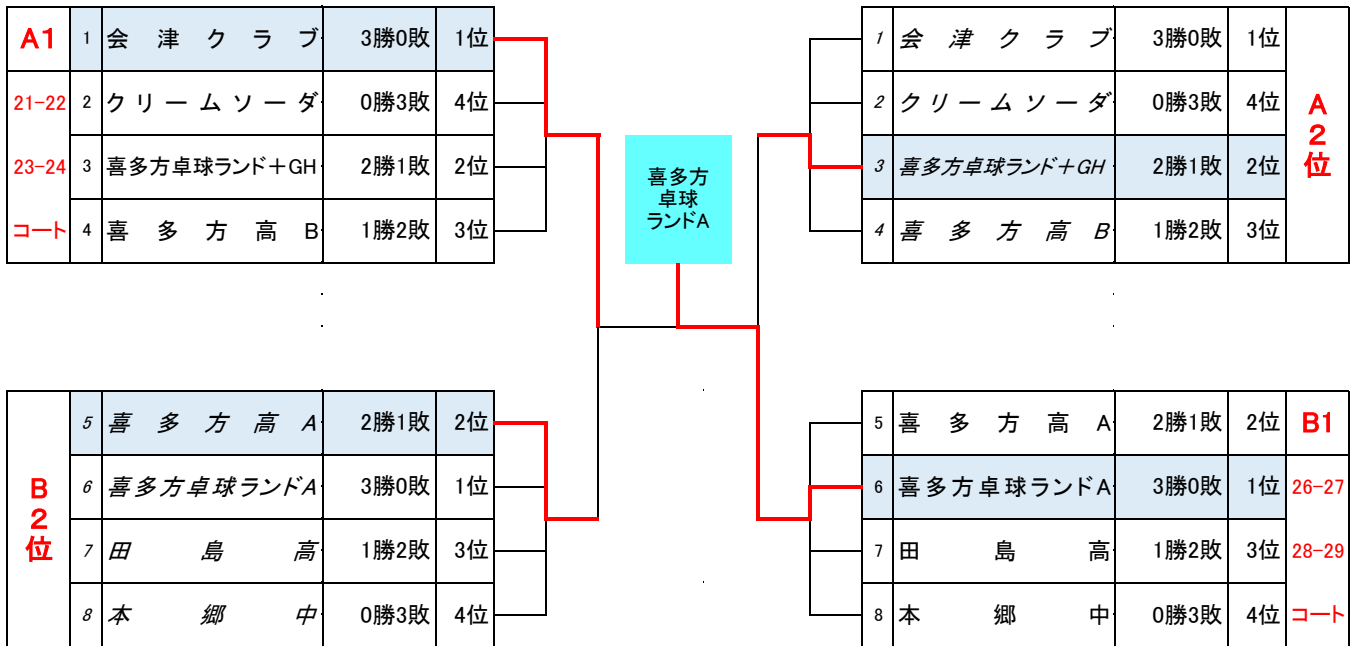 A1 1 会津クラブ 3勝0敗 1位
21-22 2 クリームソーダ 0勝3敗 4位
23-24 3 喜多方卓球ランド+GH 2勝1敗 2位
コート 4 喜多方高B 1勝2敗 3位
喜多方
卓球
ランドA
1 会津クラブ 3勝0敗 1位
2 クリームソーダ 0勝3敗 4位
3 喜多方卓球ランド+GH 2勝1敗 2位
4 喜多方高B 1勝2敗 3位
A
2
位
B
2
位
5 喜多方高A 2勝1敗 2位
6 喜多方卓球ランドA 3勝0敗 1位
7 田島高 1勝2敗 3位
8 本郷中 0勝3敗 4位
5 喜多方高A 2勝1敗 2位 B1
6 喜多方卓球ランドA 3勝0敗 1位 26-27
7 田島高 1勝2敗 3位 28-29
8 本郷中 0勝3敗 4位 コート